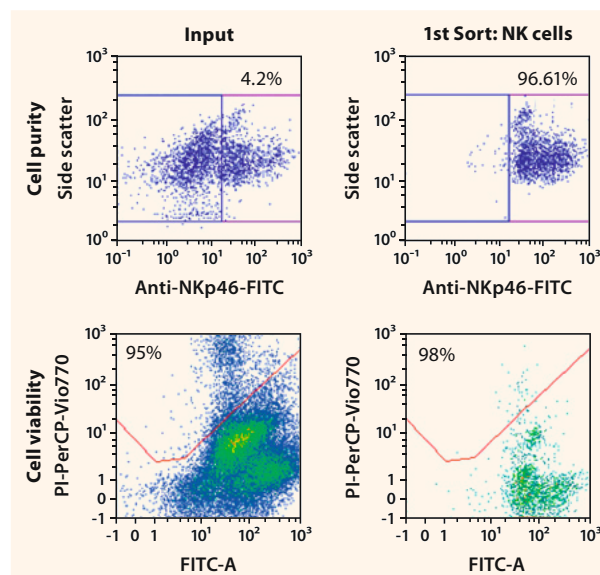 Input
1st Sort: NK cells
Cell purity
Side scatter
10³
10²
10¹
10⁰
4.2%
10⁻¹ 10⁰ 10¹ 10² 10³
Anti-NKp46-FITC
Side scatter
10³
10²
10¹
10⁰
96.61%
10⁻¹ 10⁰ 10¹ 10² 10³
Anti-NKp46-FITC
Cell viability
PI-PerCP-Vio770
10³
10²
10¹
1
0
-1
95%
-1 0 1 10¹ 10² 10³
FITC-A
PI-PerCP-Vio770
10³
10²
10¹
1
0
-1
98%
-1 0 1 10¹ 10² 10³
FITC-A